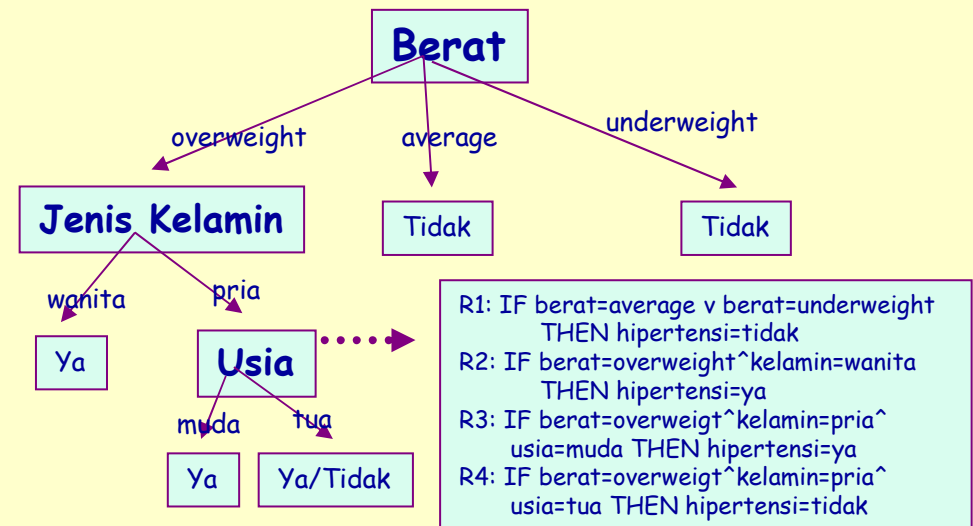 Berat
overweight
average
underweight
Jenis Kelamin
Tidak
Tidak
wanita
pria
Ya
Usia
muda
tua
Ya
Ya/Tidak
R1: IF berat=average v berat=underweight
THEN hipertensi=tidak
R2: IF berat=overweight^kelamin=wanita
THEN hipertensi=ya
R3: IF berat=overweigt^kelamin=pria^
usia=muda THEN hipertensi=ya
R4: IF berat=overweigt^kelamin=pria^
usia=tua THEN hipertensi=tidak